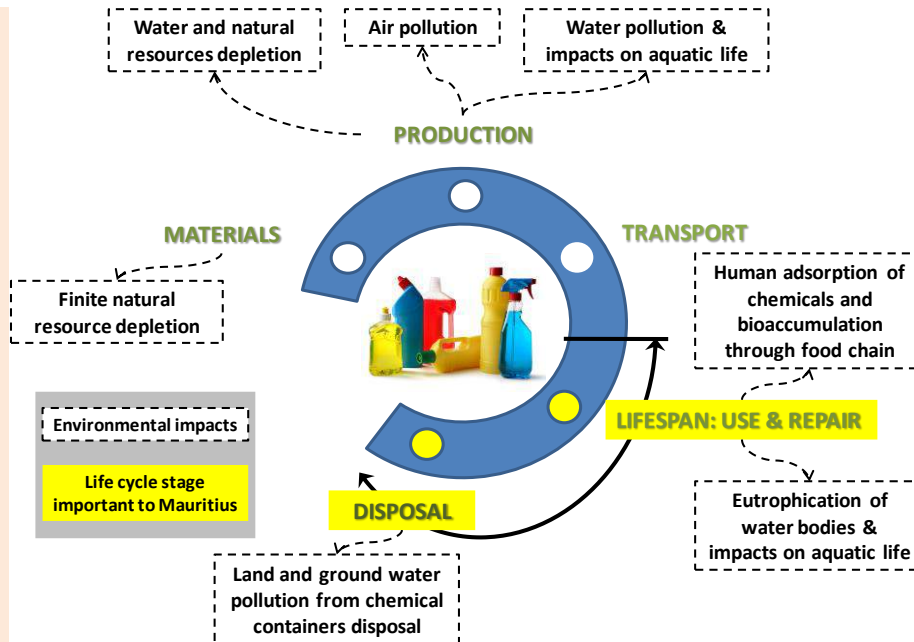 Water and natural
resources depletion
Air pollution
Water pollution &
impacts on aquatic life
PRODUCTION
MATERIALS
TRANSPORT
Finite natural
resource depletion
Human adsorption of
chemicals and
bioaccumulation
through food chain
Environmental impacts
Life cycle stage
important to Mauritius
LIFESPAN: USE & REPAIR
DISPOSAL
Eutrophication of
water bodies &
impacts on aquatic life
Land and ground water
pollution from chemical
containers disposal